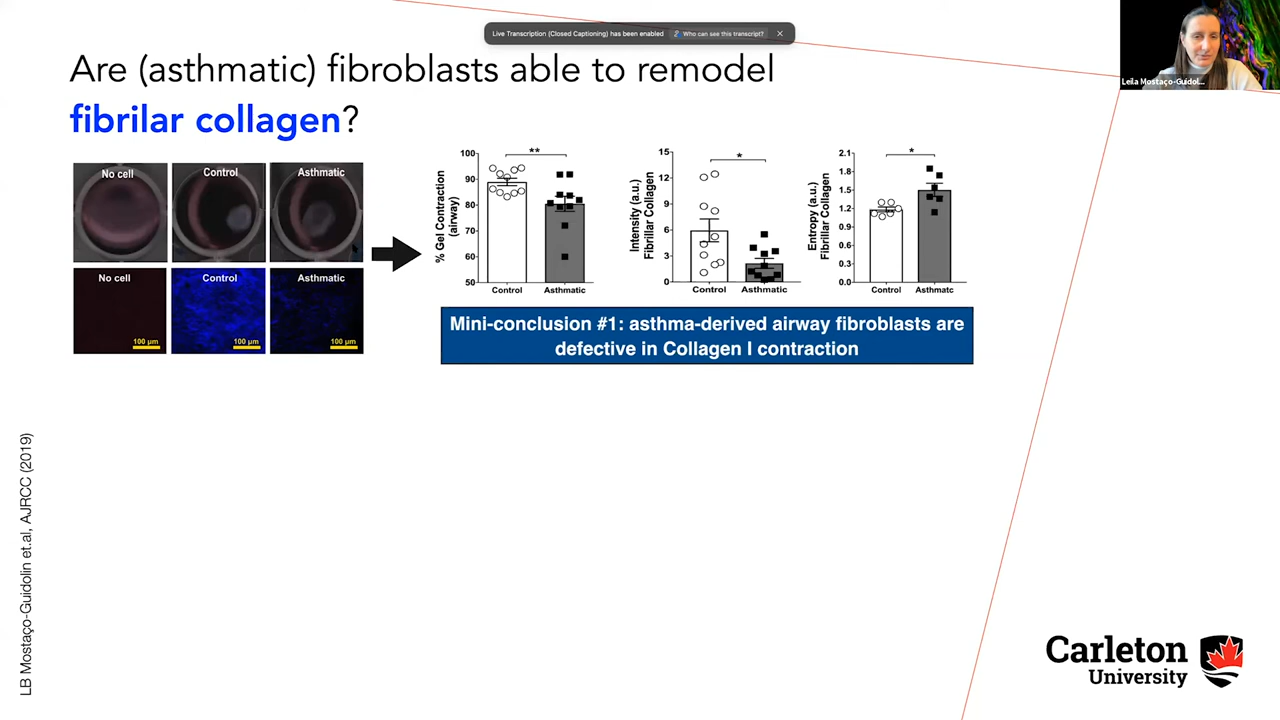 Live Transcription (Closed Captioning) has been enabled
Who can see this transcript?
Leila Mostaço-Guidol...
Are (asthmatic) fibroblasts able to remodel
fibrilar collagen?
No cell
Control
Asthmatic
No cell
Control
Asthmatic
100 µm
100 µm
100 µm
% Gel Contraction
(airway)
100
90
80
70
60
50
**
Control
Asthmatic
Intensity (a.u.)
Fibrillar Collagen
15
12
9
6
3
0
*
Control
Asthmatic
Entropy (a.u.)
Fibrillar Collagen
2.1
1.8
1.5
1.2
0.9
0.6
0.3
0.0
*
Control
Asthmatc
Mini-conclusion #1: asthma-derived airway fibroblasts are
defective in Collagen I contraction
LB Mostaço-Guidolin et.al, AJRCC (2019)
Carleton
University